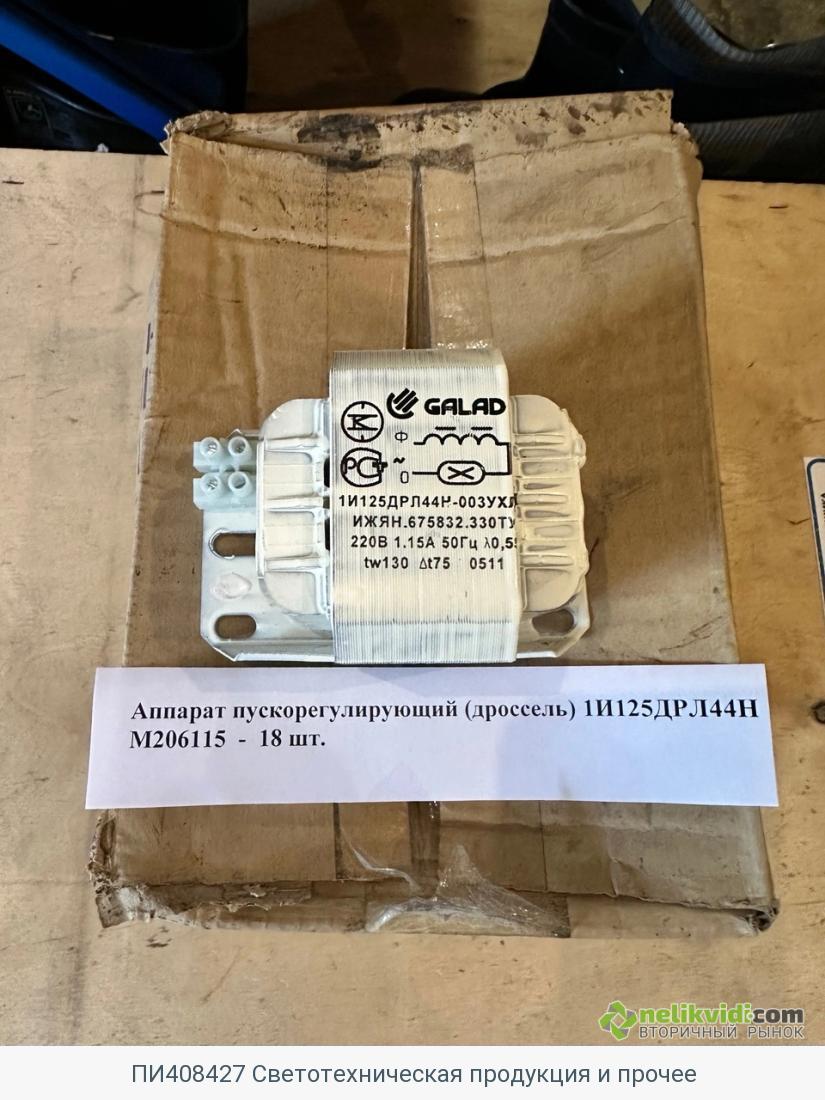 GALAD
Ф
~
0
РСТ
1И125ДРЛ44Н-003УХЛ
ИЖЯН.675832.330ТУ
220В 1.15А 50Гц λ0,55
tw130 Δt75 0511
Аппарат пускорегулирующий (дроссель) 1И125ДРЛ44Н
М206115 - 18 шт.
nelikvidi.com
ВТОРИЧНЫЙ РЫНОК
ПИ408427 Светотехническая продукция и прочее